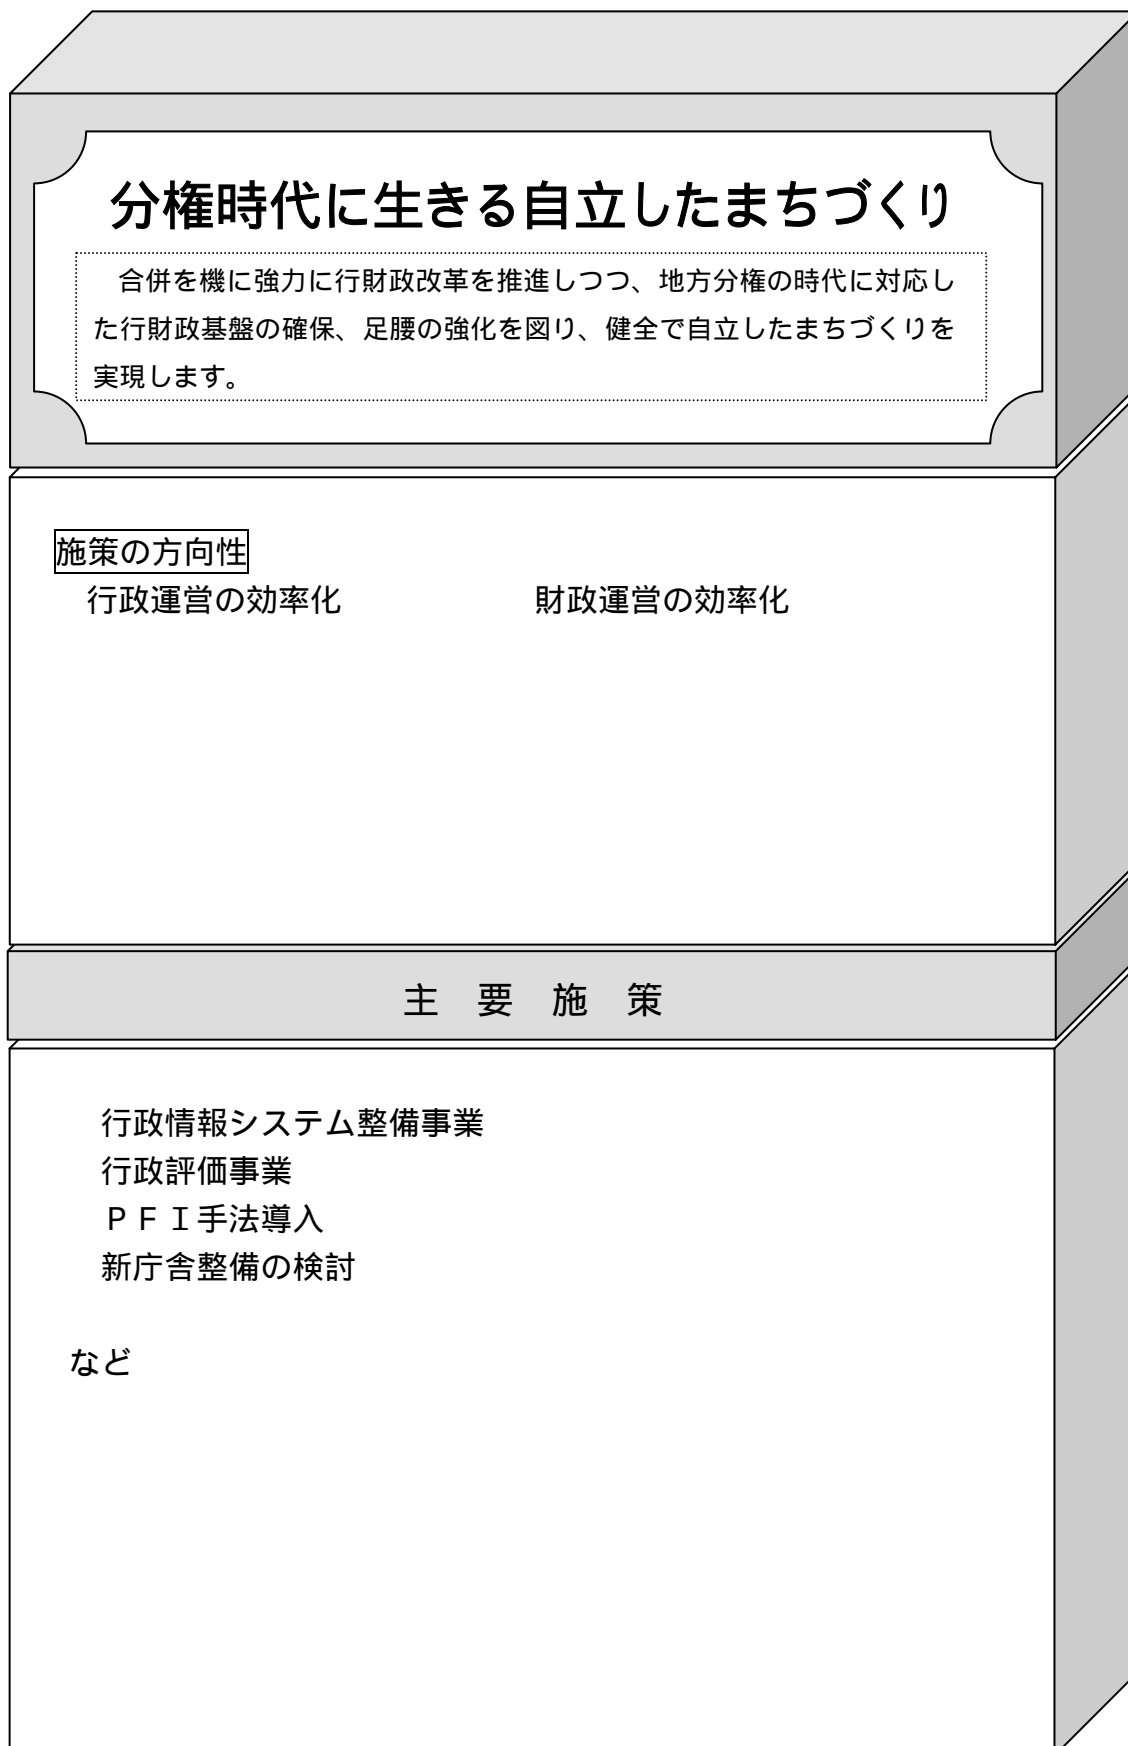 分権時代に生きる自立したまちづくり
合併を機に強力に行財政改革を推進しつつ、地方分権の時代に対応し
た行財政基盤の確保、足腰の強化を図り、健全で自立したまちづくりを
実現します。
施策の方向性
行政運営の効率化　　　　　　財政運営の効率化
主　要　施　策
行政情報システム整備事業
行政評価事業
ＰＦＩ手法導入
新庁舎整備の検討
など